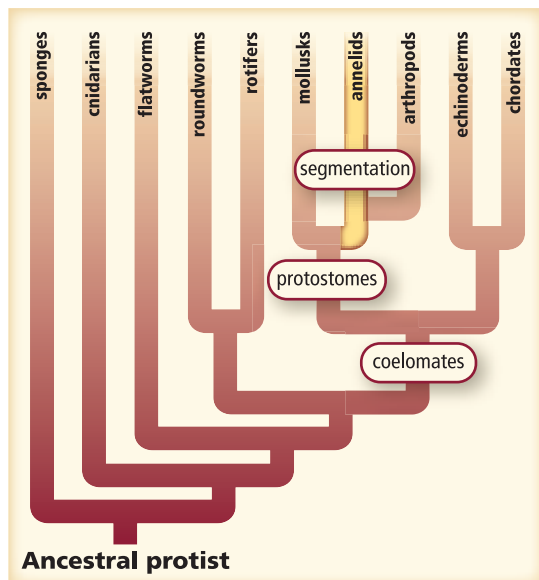 sponges
cnidarians
flatworms
roundworms
rotifers
mollusks
annelids
arthropods
echinoderms
chordates
segmentation
protostomes
coelomates
Ancestral protist